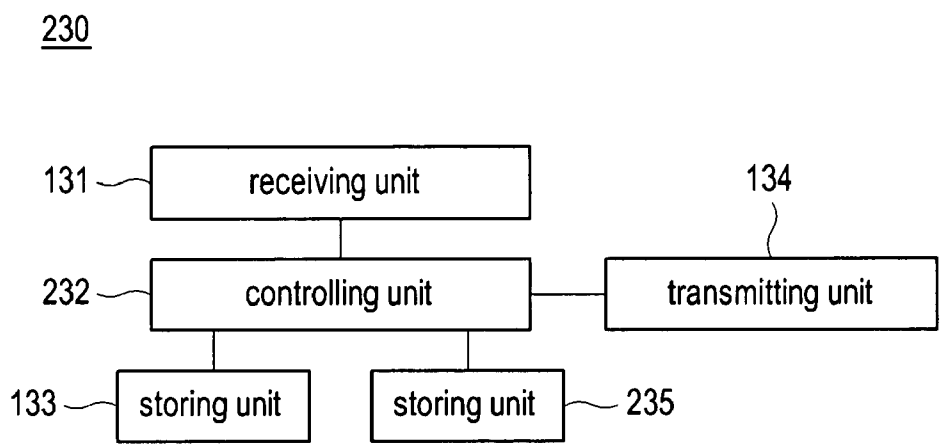 230
131
receiving unit
134
232
controlling unit
transmitting unit
133
storing unit
storing unit
235